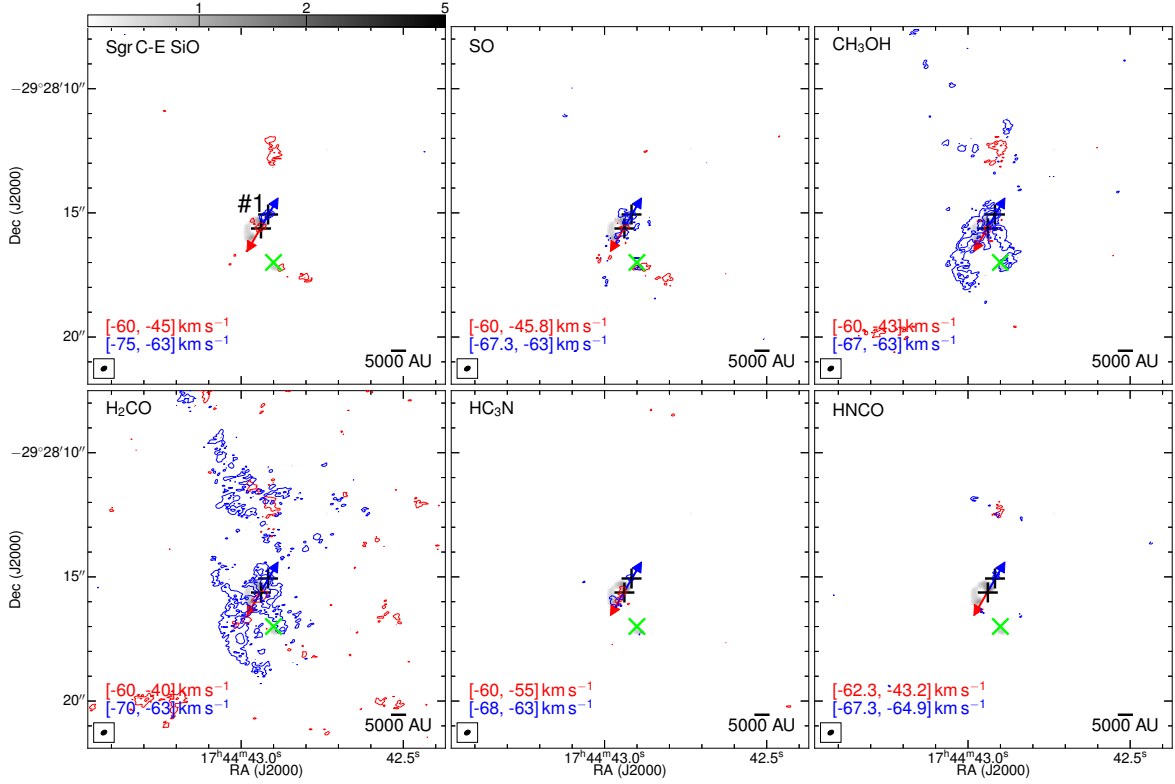 1 2 5
Sgr C-E SiO SO CH₃OH
−29°28′10″
#1
15″
Dec (J2000)
[-60, -45] km s⁻¹ [-60, -45.8] km s⁻¹ [-60, -43] km s⁻¹
20″
[-75, -63] km s⁻¹ 5000 AU [-67.3, -63] km s⁻¹ 5000 AU [-67, -63] km s⁻¹ 5000 AU
H₂CO HC₃N HNCO
−29°28′10″
15″
Dec (J2000)
[-60, -40] km s⁻¹ [-60, -55] km s⁻¹ [-62.3, -43.2] km s⁻¹
20″
[-70, -63] km s⁻¹ 5000 AU [-68, -63] km s⁻¹ 5000 AU [-67.3, -64.9] km s⁻¹ 5000 AU
17ʰ44ᵐ43.0ˢ 42.5 17ʰ44ᵐ43.0ˢ 42.5 17ʰ44ᵐ43.0ˢ 42.5
RA (J2000) RA (J2000) RA (J2000)